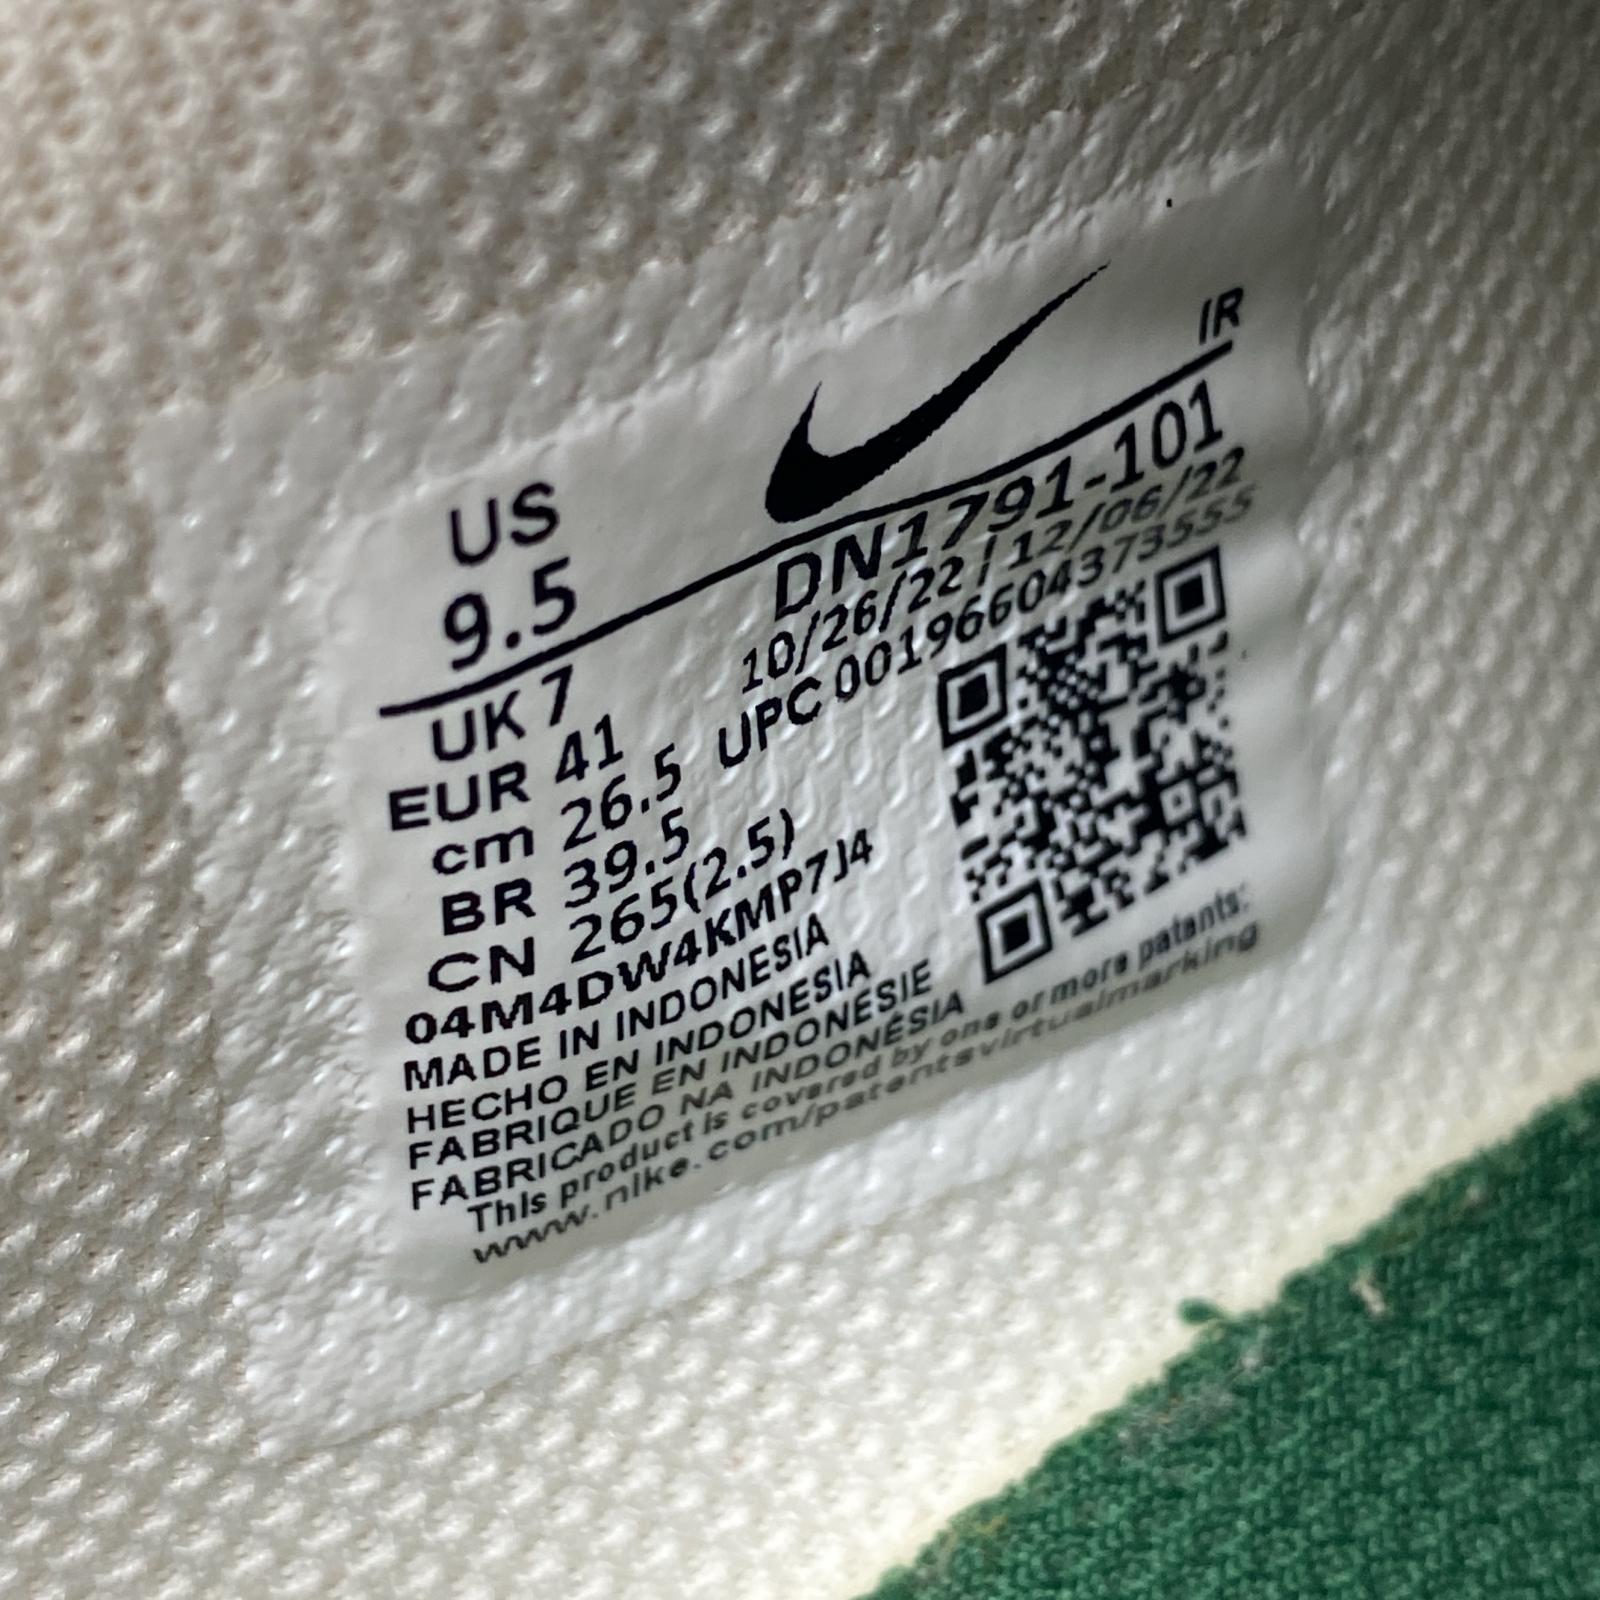 IR
US
9.5
DN1791-101
10/26/22 | 12/06/22
UPC 00196604373555
UK 7
EUR 41
cm 26.5
BR 39.5
CN 265(2.5)
04M4DW4KMP7J4
MADE IN INDONESIA
HECHO EN INDONESIA
FABRIQUE EN INDONESIE
FABRICADO NA INDONÉSIA
This product is covered by one or more patents:
www.nike.com/patentsvirtualmarking